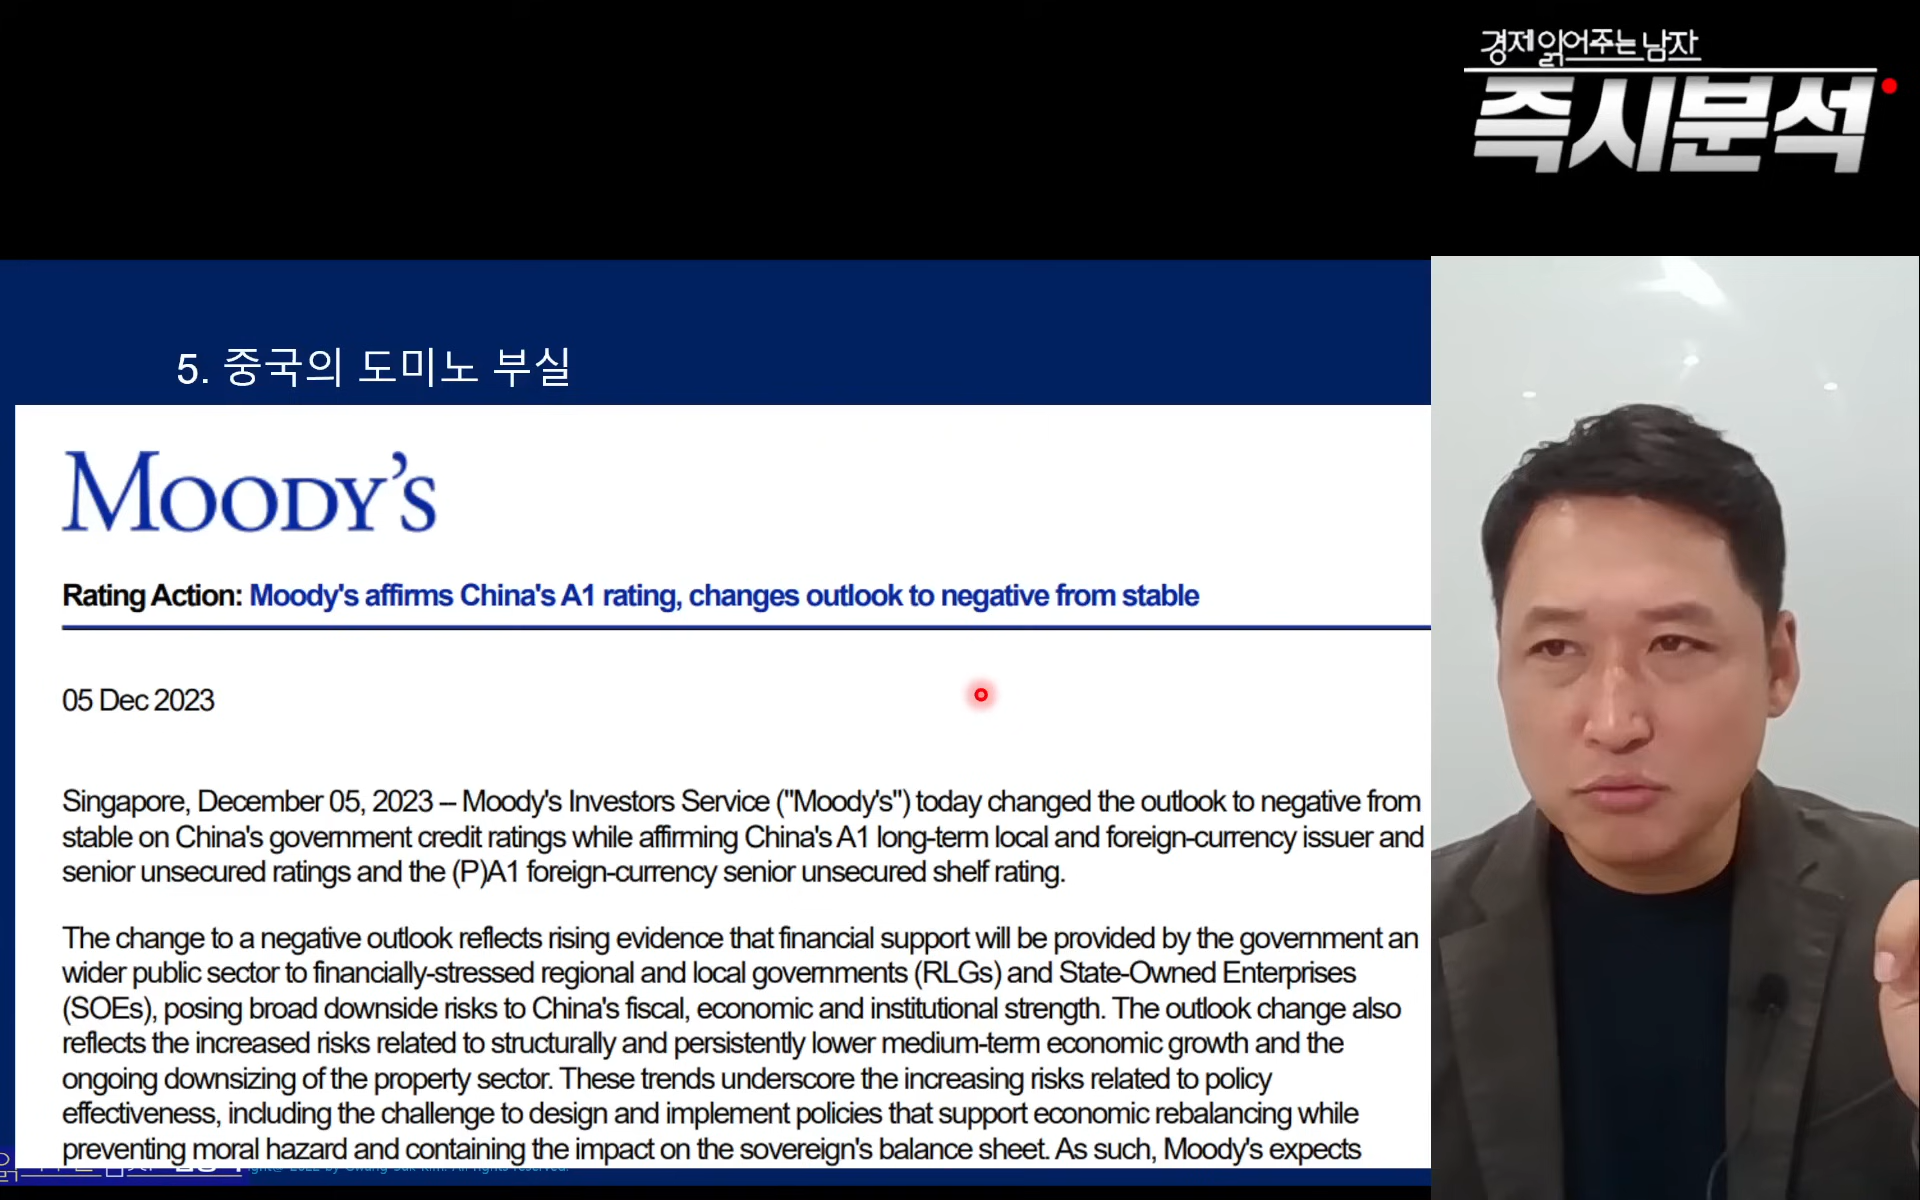 경제 읽어주는 남자
즉시분석
5. 중국의 도미노 부실
MOODY'S
Rating Action: Moody's affirms China's A1 rating, changes outlook to negative from stable
05 Dec 2023
Singapore, December 05, 2023 -- Moody's Investors Service ("Moody's") today changed the outlook to negative from
stable on China's government credit ratings while affirming China's A1 long-term local and foreign-currency issuer and
senior unsecured ratings and the (P)A1 foreign-currency senior unsecured shelf rating.
The change to a negative outlook reflects rising evidence that financial support will be provided by the government an
wider public sector to financially-stressed regional and local governments (RLGs) and State-Owned Enterprises
(SOEs), posing broad downside risks to China's fiscal, economic and institutional strength. The outlook change also
reflects the increased risks related to structurally and persistently lower medium-term economic growth and the
ongoing downsizing of the property sector. These trends underscore the increasing risks related to policy
effectiveness, including the challenge to design and implement policies that support economic rebalancing while
preventing moral hazard and containing the impact on the sovereign's balance sheet. As such, Moody's expects